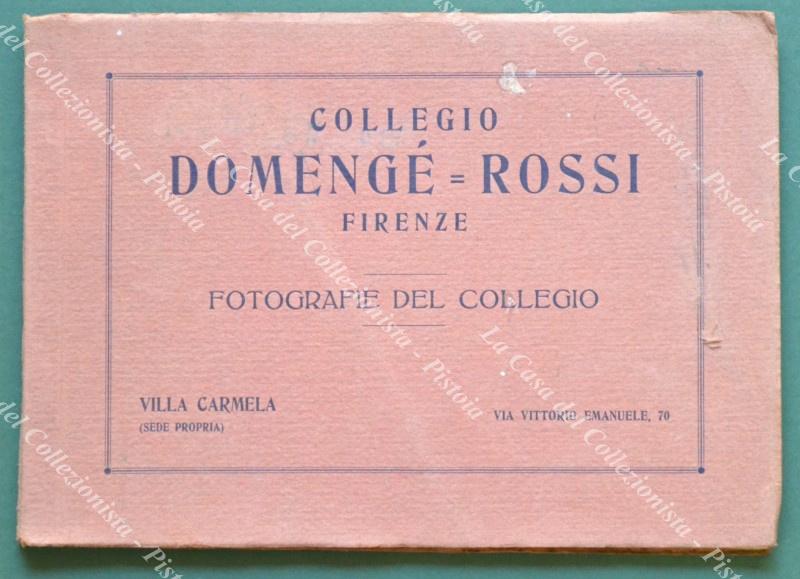 COLLEGIO
DOMENGÉ = ROSSI
FIRENZE
FOTOGRAFIE DEL COLLEGIO
VILLA CARMELA
(SEDE PROPRIA)
VIA VITTORIO EMANUELE, 70
La Casa del Collezionista - Pistoia